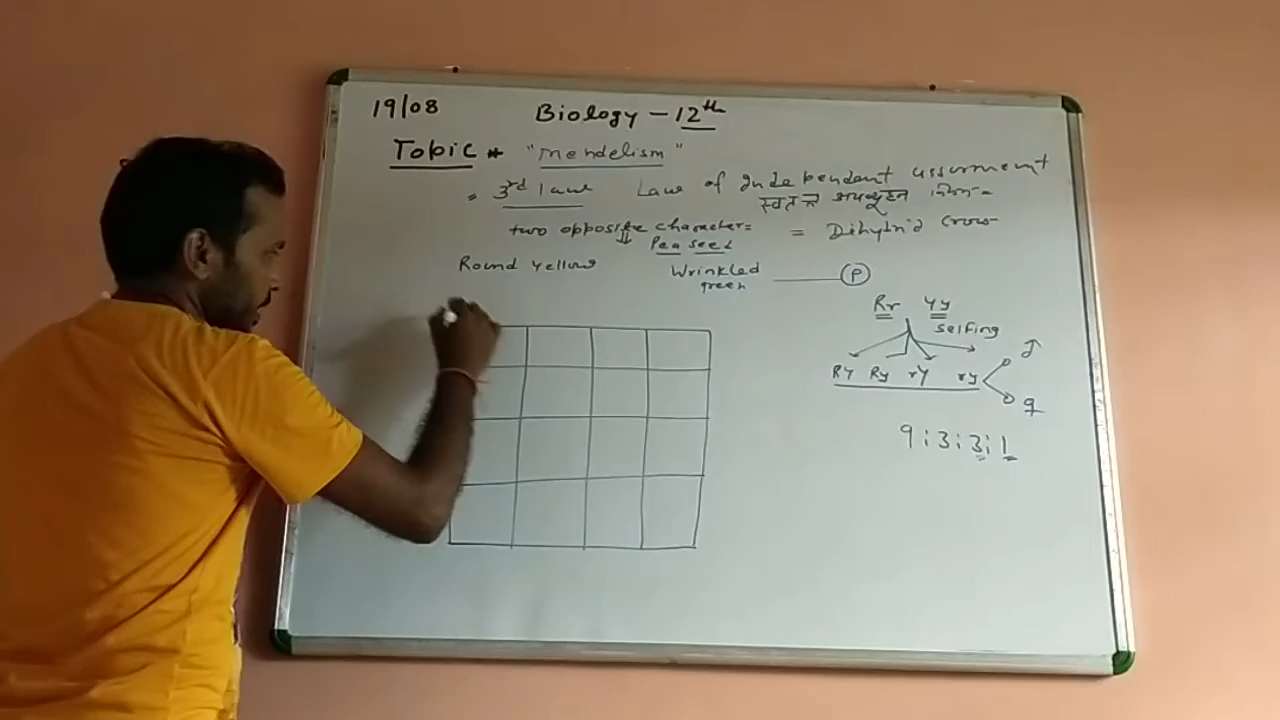 19/08 Biology - 12th
Topic * "Mendelism"
= 3rd law Law of Independent assorment
स्वतंत्र अपव्यूहन नियम =
two opposite character = = Dihybrid Cross
⇓ Pea seed
Round Yellow Wrinkled green P
Rr Yy
selfing
♂
RY Ry rY ry
♀
9:3:3:1